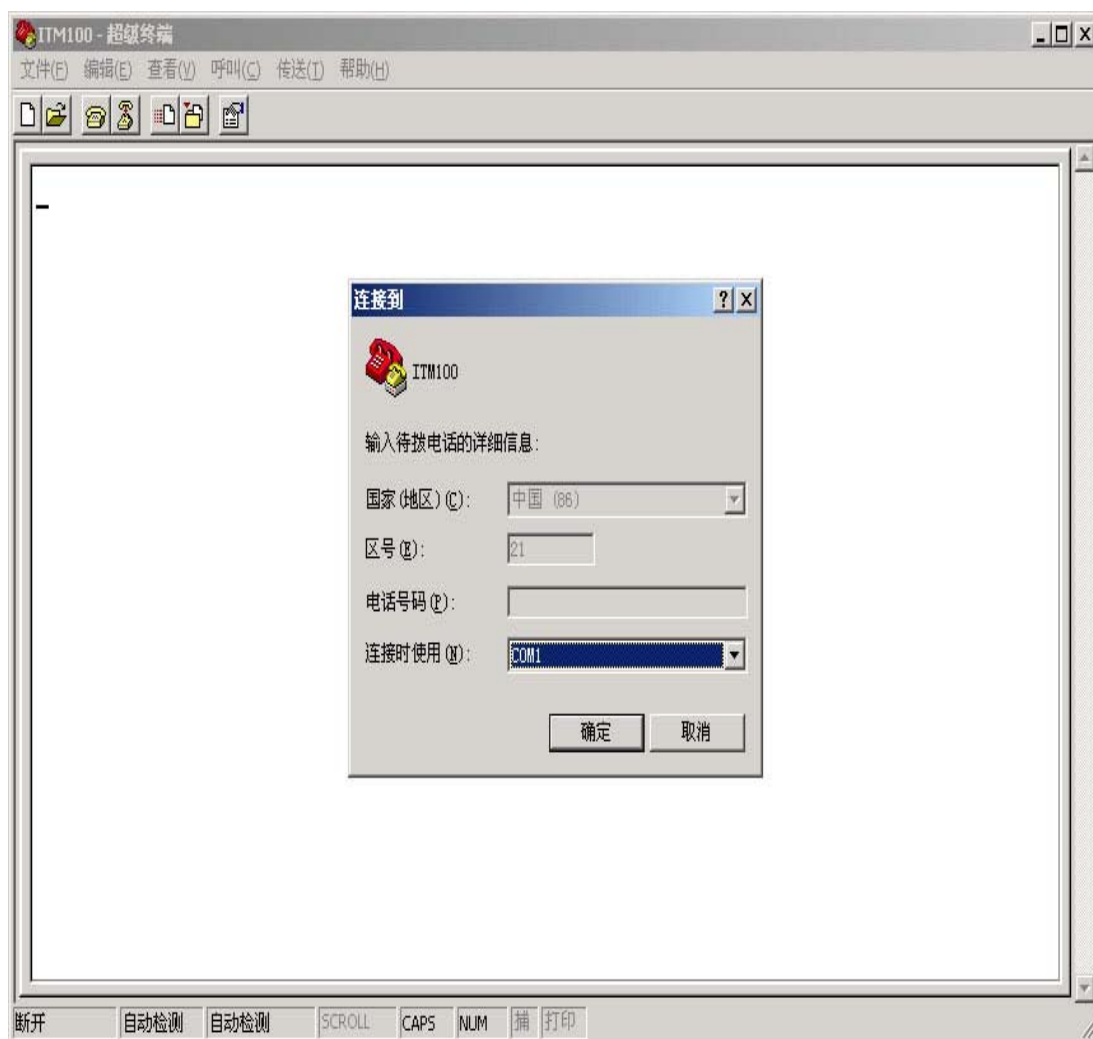 ITM100 - 超级终端
文件(F) 编辑(E) 查看(V) 呼叫(C) 传送(T) 帮助(H)
连接到
ITM100
输入待拨电话的详细信息:
国家(地区)(C): 中国 (86)
区号(E): 21
电话号码(P):
连接时使用(N): COM1
确定 取消
断开 自动检测 自动检测 SCROLL CAPS NUM 捕 打印